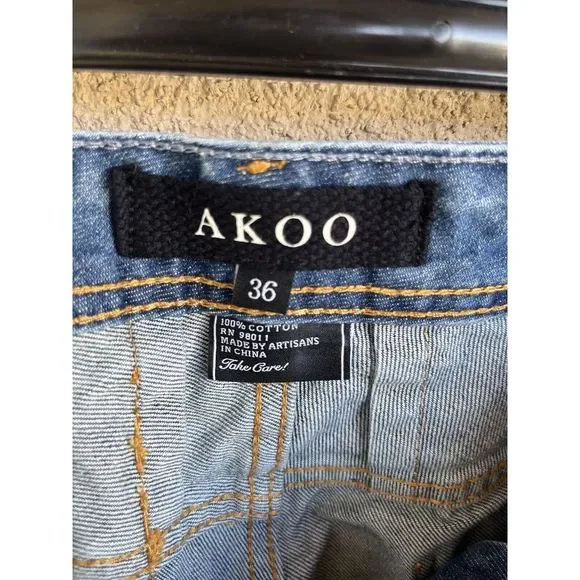 AKOO
36
100% COTTON
RN 98011
MADE BY ARTISANS
IN CHINA
Take Care!